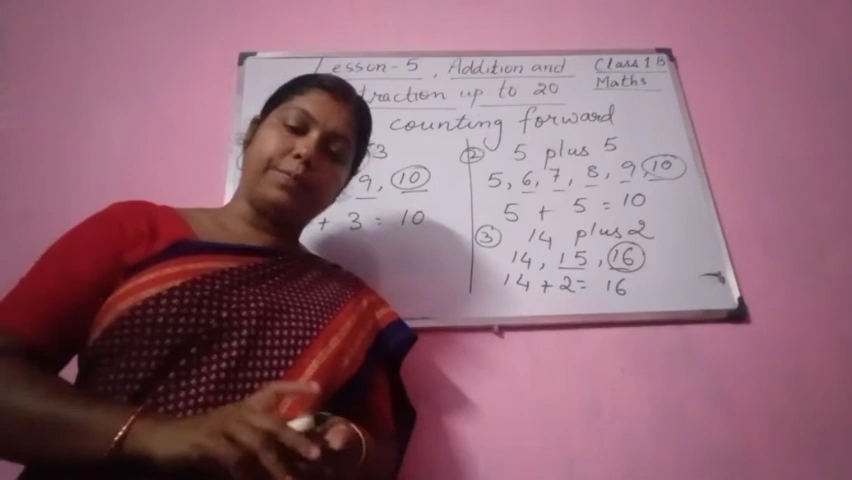 Lesson-5, Addition and
traction up to 20
Class 1B
Maths
counting forward
3
9, 10
+ 3 = 10
2 5 plus 5
5, 6, 7, 8, 9, 10
5 + 5 = 10
3 14 plus 2
14, 15, 16
14 + 2 = 16